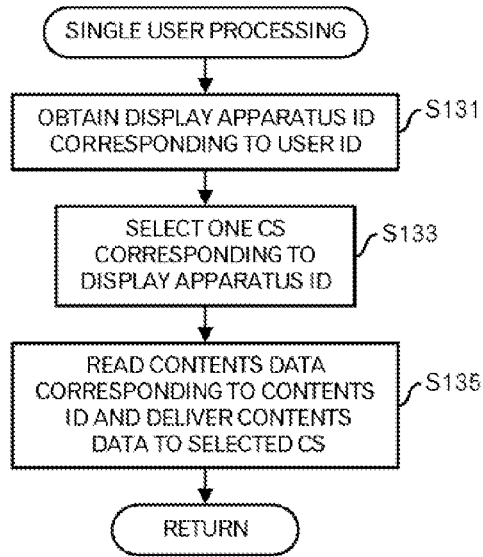 SINGLE USER PROCESSING
OBTAIN DISPLAY APPARATUS ID
CORRESPONDING TO USER ID
S131
SELECT ONE CS
CORRESPONDING TO
DISPLAY APPARATUS ID
S133
READ CONTENTS DATA
CORRESPONDING TO CONTENTS
ID AND DELIVER CONTENTS
DATA TO SELECTED CS
S135
RETURN